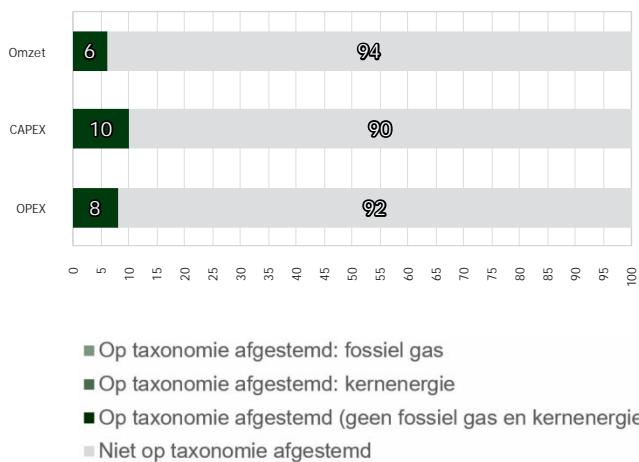 Omzet 6 94
CAPEX 10 90
OPEX 8 92
0 5 10 15 20 25 30 35 40 45 50 55 60 65 70 75 80 85 90 95 100
Op taxonomie afgestemd: fossiel gas
Op taxonomie afgestemd: kernenergie
Op taxonomie afgestemd (geen fossiel gas en kernenergie
Niet op taxonomie afgestemd